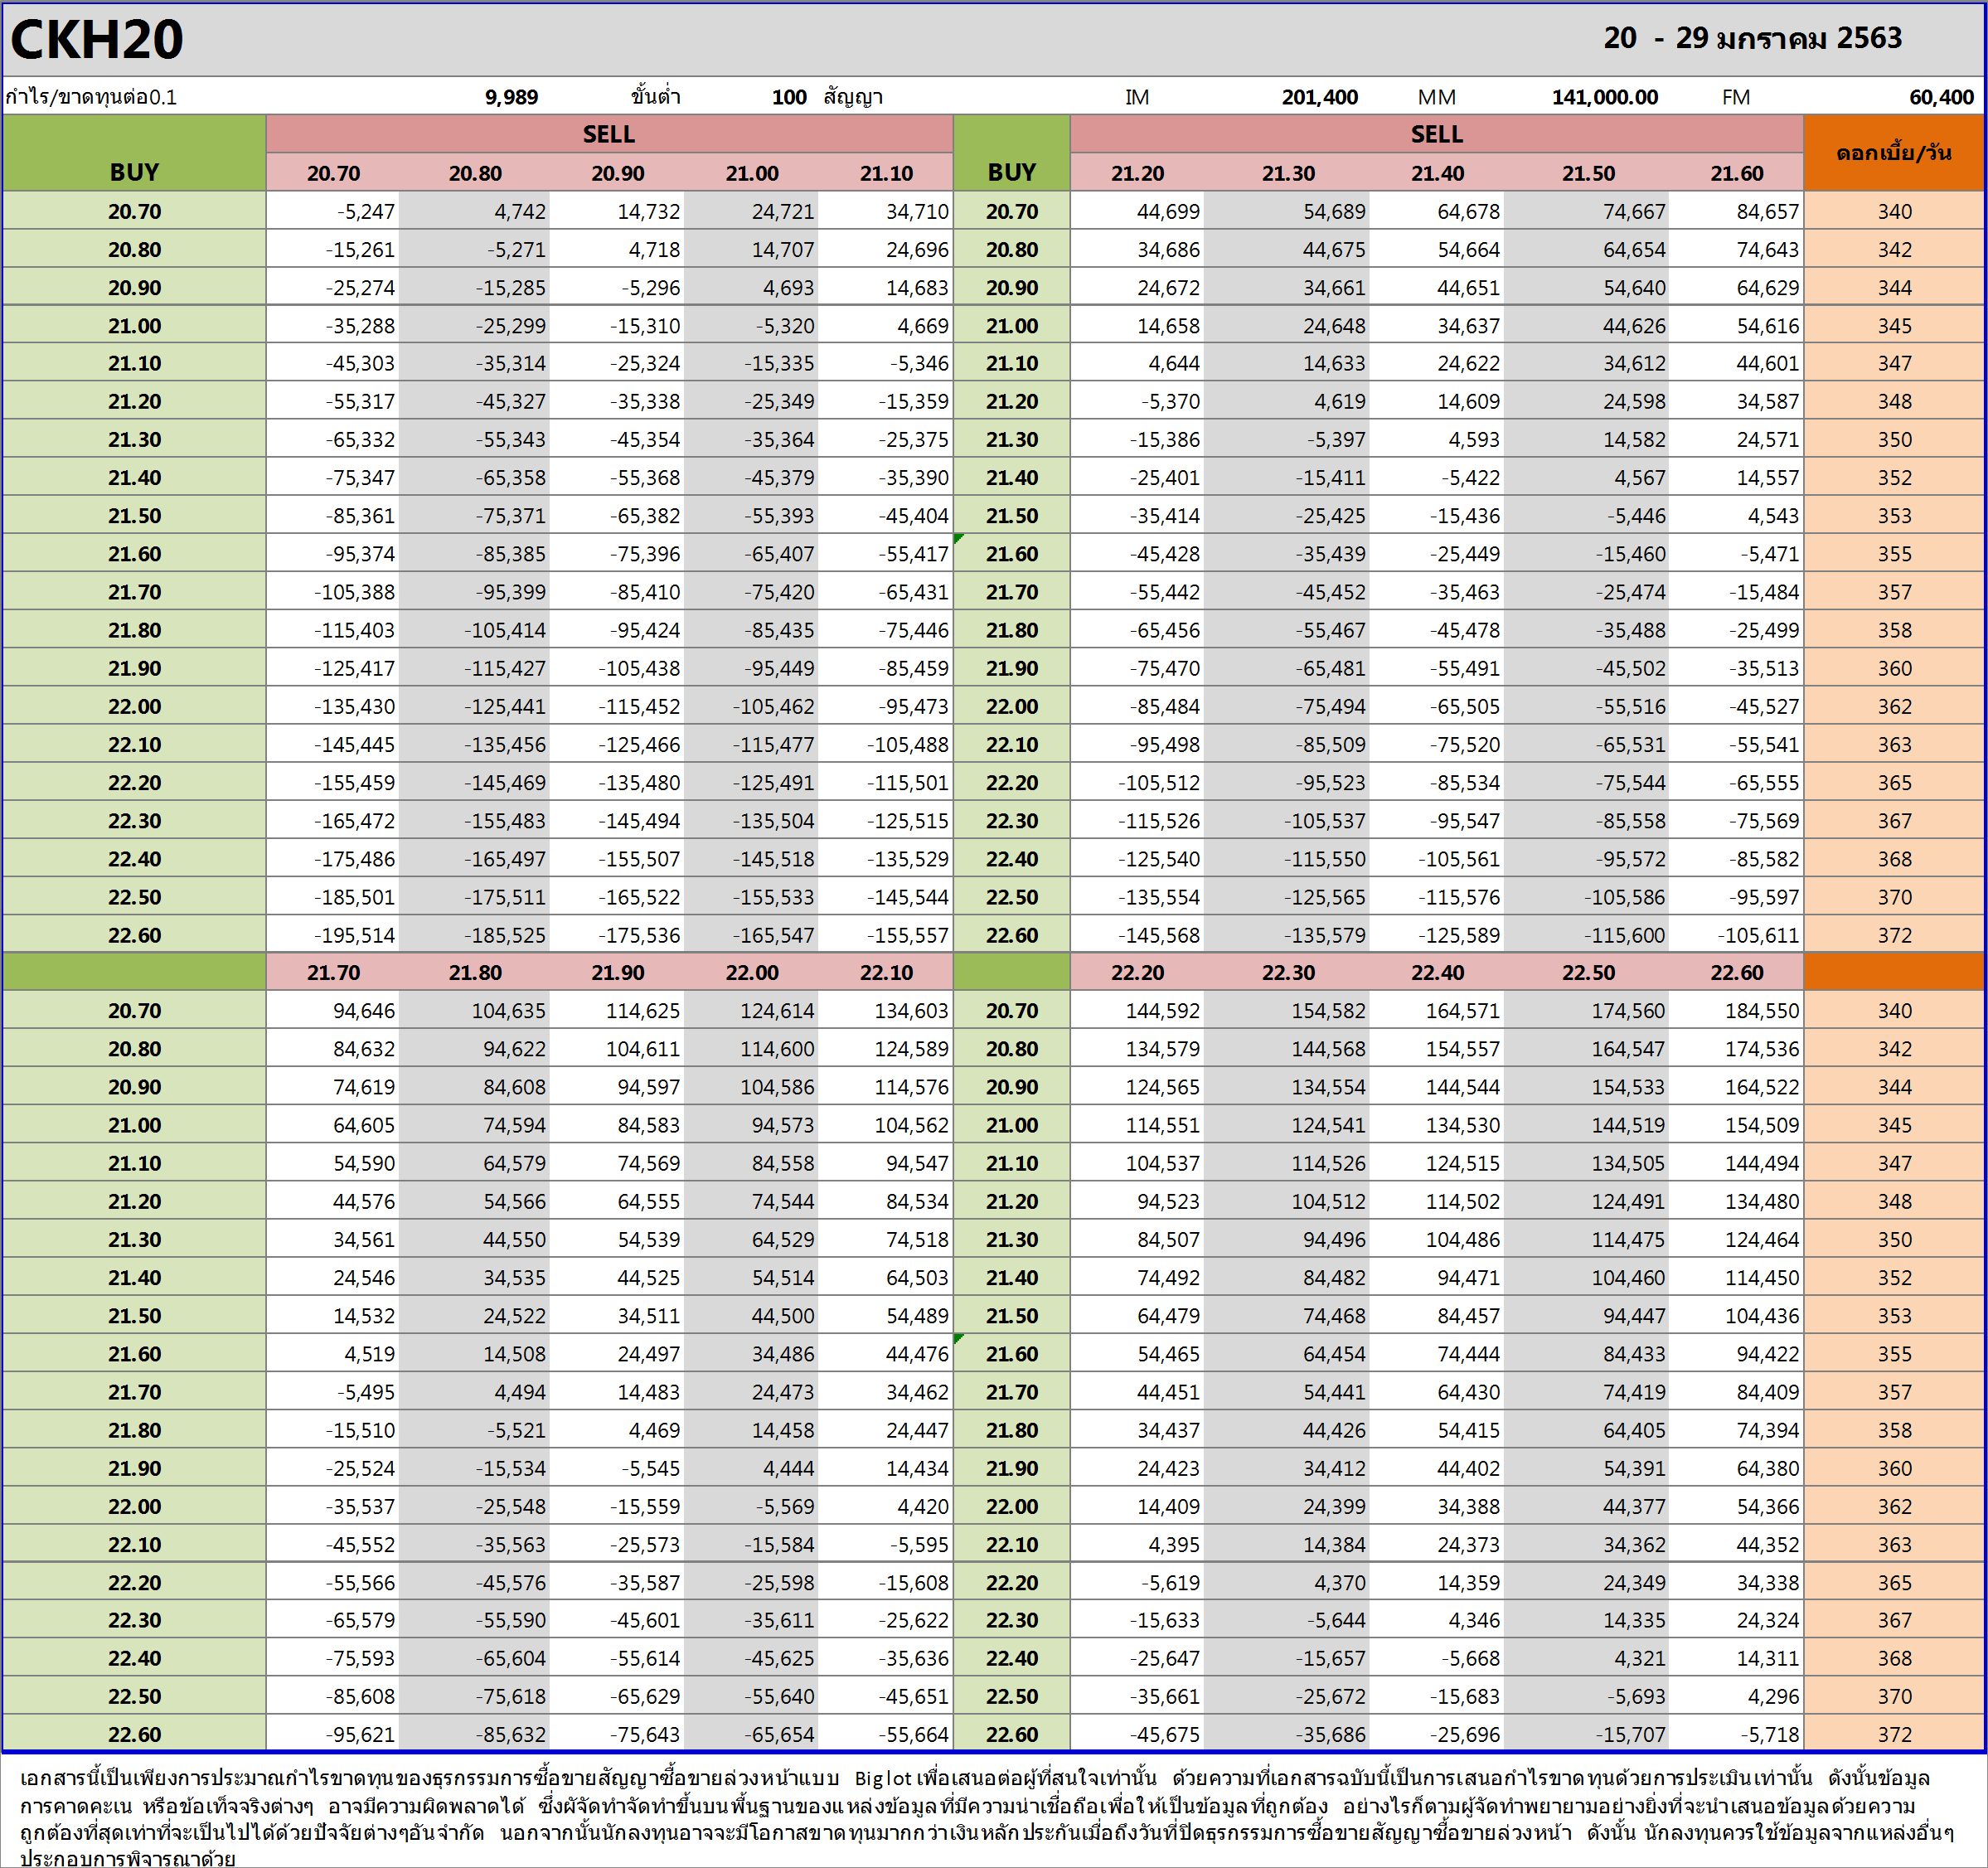 CKH20 20 - 29 มกราคม 2563
กำไร/ขาดทุนต่อ0.1 9,989 ขั้นต่ำ 100 สัญญา IM 201,400 MM 141,000.00 FM 60,400
SELL SELL
BUY 20.70 20.80 20.90 21.00 21.10 BUY 21.20 21.30 21.40 21.50 21.60 ดอกเบี้ย/วัน
20.70 -5,247 4,742 14,732 24,721 34,710 20.70 44,699 54,689 64,678 74,667 84,657 340
20.80 -15,261 -5,271 4,718 14,707 24,696 20.80 34,686 44,675 54,664 64,654 74,643 342
20.90 -25,274 -15,285 -5,296 4,693 14,683 20.90 24,672 34,661 44,651 54,640 64,629 344
21.00 -35,288 -25,299 -15,310 -5,320 4,669 21.00 14,658 24,648 34,637 44,626 54,616 345
21.10 -45,303 -35,314 -25,324 -15,335 -5,346 21.10 4,644 14,633 24,622 34,612 44,601 347
21.20 -55,317 -45,327 -35,338 -25,349 -15,359 21.20 -5,370 4,619 14,609 24,598 34,587 348
21.30 -65,332 -55,343 -45,354 -35,364 -25,375 21.30 -15,386 -5,397 4,593 14,582 24,571 350
21.40 -75,347 -65,358 -55,368 -45,379 -35,390 21.40 -25,401 -15,411 -5,422 4,567 14,557 352
21.50 -85,361 -75,371 -65,382 -55,393 -45,404 21.50 -35,414 -25,425 -15,436 -5,446 4,543 353
21.60 -95,374 -85,385 -75,396 -65,407 -55,417 21.60 -45,428 -35,439 -25,449 -15,460 -5,471 355
21.70 -105,388 -95,399 -85,410 -75,420 -65,431 21.70 -55,442 -45,452 -35,463 -25,474 -15,484 357
21.80 -115,403 -105,414 -95,424 -85,435 -75,446 21.80 -65,456 -55,467 -45,478 -35,488 -25,499 358
21.90 -125,417 -115,427 -105,438 -95,449 -85,459 21.90 -75,470 -65,481 -55,491 -45,502 -35,513 360
22.00 -135,430 -125,441 -115,452 -105,462 -95,473 22.00 -85,484 -75,494 -65,505 -55,516 -45,527 362
22.10 -145,445 -135,456 -125,466 -115,477 -105,488 22.10 -95,498 -85,509 -75,520 -65,531 -55,541 363
22.20 -155,459 -145,469 -135,480 -125,491 -115,501 22.20 -105,512 -95,523 -85,534 -75,544 -65,555 365
22.30 -165,472 -155,483 -145,494 -135,504 -125,515 22.30 -115,526 -105,537 -95,547 -85,558 -75,569 367
22.40 -175,486 -165,497 -155,507 -145,518 -135,529 22.40 -125,540 -115,550 -105,561 -95,572 -85,582 368
22.50 -185,501 -175,511 -165,522 -155,533 -145,544 22.50 -135,554 -125,565 -115,576 -105,586 -95,597 370
22.60 -195,514 -185,525 -175,536 -165,547 -155,557 22.60 -145,568 -135,579 -125,589 -115,600 -105,611 372
21.70 21.80 21.90 22.00 22.10 22.20 22.30 22.40 22.50 22.60
20.70 94,646 104,635 114,625 124,614 134,603 20.70 144,592 154,582 164,571 174,560 184,550 340
20.80 84,632 94,622 104,611 114,600 124,589 20.80 134,579 144,568 154,557 164,547 174,536 342
20.90 74,619 84,608 94,597 104,586 114,576 20.90 124,565 134,554 144,544 154,533 164,522 344
21.00 64,605 74,594 84,583 94,573 104,562 21.00 114,551 124,541 134,530 144,519 154,509 345
21.10 54,590 64,579 74,569 84,558 94,547 21.10 104,537 114,526 124,515 134,505 144,494 347
21.20 44,576 54,566 64,555 74,544 84,534 21.20 94,523 104,512 114,502 124,491 134,480 348
21.30 34,561 44,550 54,539 64,529 74,518 21.30 84,507 94,496 104,486 114,475 124,464 350
21.40 24,546 34,535 44,525 54,514 64,503 21.40 74,492 84,482 94,471 104,460 114,450 352
21.50 14,532 24,522 34,511 44,500 54,489 21.50 64,479 74,468 84,457 94,447 104,436 353
21.60 4,519 14,508 24,497 34,486 44,476 21.60 54,465 64,454 74,444 84,433 94,422 355
21.70 -5,495 4,494 14,483 24,473 34,462 21.70 44,451 54,441 64,430 74,419 84,409 357
21.80 -15,510 -5,521 4,469 14,458 24,447 21.80 34,437 44,426 54,415 64,405 74,394 358
21.90 -25,524 -15,534 -5,545 4,444 14,434 21.90 24,423 34,412 44,402 54,391 64,380 360
22.00 -35,537 -25,548 -15,559 -5,569 4,420 22.00 14,409 24,399 34,388 44,377 54,366 362
22.10 -45,552 -35,563 -25,573 -15,584 -5,595 22.10 4,395 14,384 24,373 34,362 44,352 363
22.20 -55,566 -45,576 -35,587 -25,598 -15,608 22.20 -5,619 4,370 14,359 24,349 34,338 365
22.30 -65,579 -55,590 -45,601 -35,611 -25,622 22.30 -15,633 -5,644 4,346 14,335 24,324 367
22.40 -75,593 -65,604 -55,614 -45,625 -35,636 22.40 -25,647 -15,657 -5,668 4,321 14,311 368
22.50 -85,608 -75,618 -65,629 -55,640 -45,651 22.50 -35,661 -25,672 -15,683 -5,693 4,296 370
22.60 -95,621 -85,632 -75,643 -65,654 -55,664 22.60 -45,675 -35,686 -25,696 -15,707 -5,718 372
เอกสารนี้เป็นเพียงการประมาณกำไรขาดทุนของธุรกรรมการซื้อขายสัญญาซื้อขายล่วงหน้าแบบ Big lot เพื่อเสนอต่อผู้ที่สนใจเท่านั้น ด้วยความที่เอกสารฉบับนี้เป็นการเสนอกำไรขาดทุนด้วยการประเมินเท่านั้น ดังนั้นข้อมูล
การคาดคะเน หรือข้อเท็จจริงต่างๆ อาจมีความผิดพลาดได้ ซึ่งผัจัดทำจัดทำขึ้นบนพื้นฐานของแหล่งข้อมูลที่มีความน่าเชื่อถือเพื่อให้เป็นข้อมูลที่ถูกต้อง อย่างไรก็ตามผู้จัดทำพยายามอย่างยิ่งที่จะนำเสนอข้อมูลด้วยความ
ถูกต้องที่สุดเท่าที่จะเป็นไปได้ด้วยปัจจัยต่างๆอันจำกัด นอกจากนั้นนักลงทุนอาจจะมีโอกาสขาดทุนมากกว่าเงินหลักประกันเมื่อถึงวันที่ปิดธุรกรรมการซื้อขายสัญญาซื้อขายล่วงหน้า ดังนั้น นักลงทุนควรใช้ข้อมูลจากแหล่งอื่นๆ
ประกอบการพิจารณาด้วย